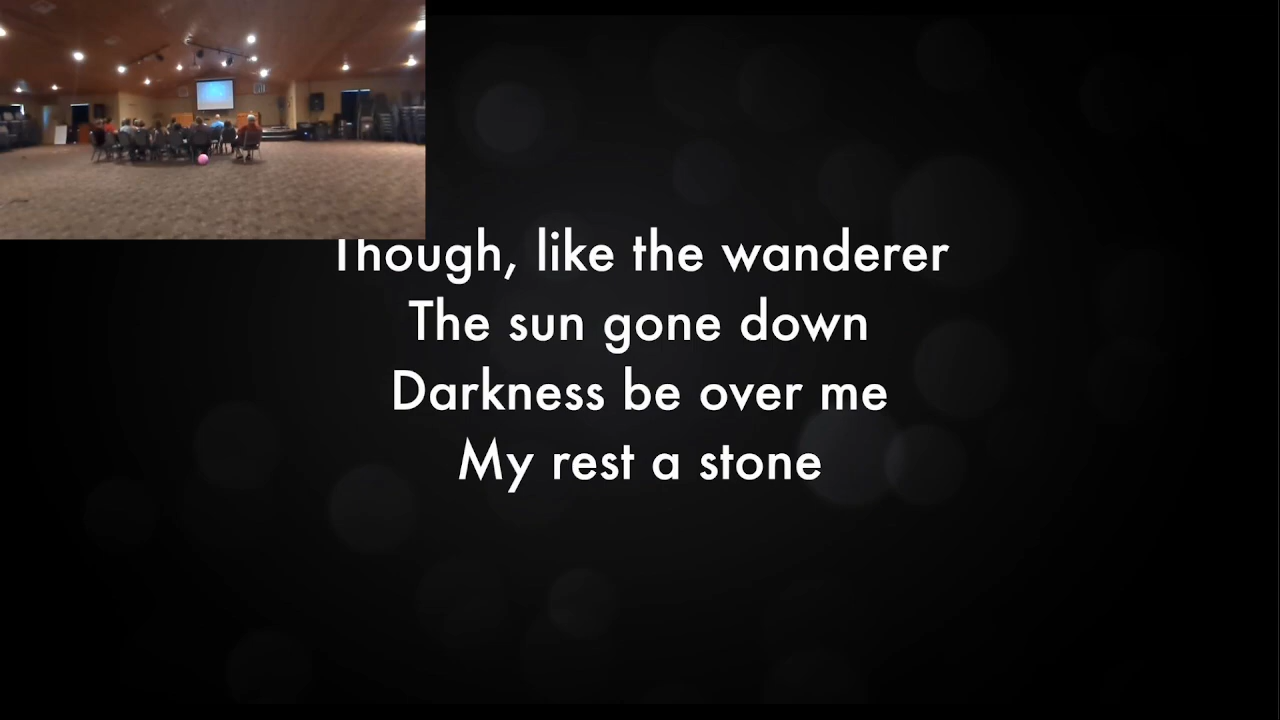 Though, like the wanderer
The sun gone down
Darkness be over me
My rest a stone